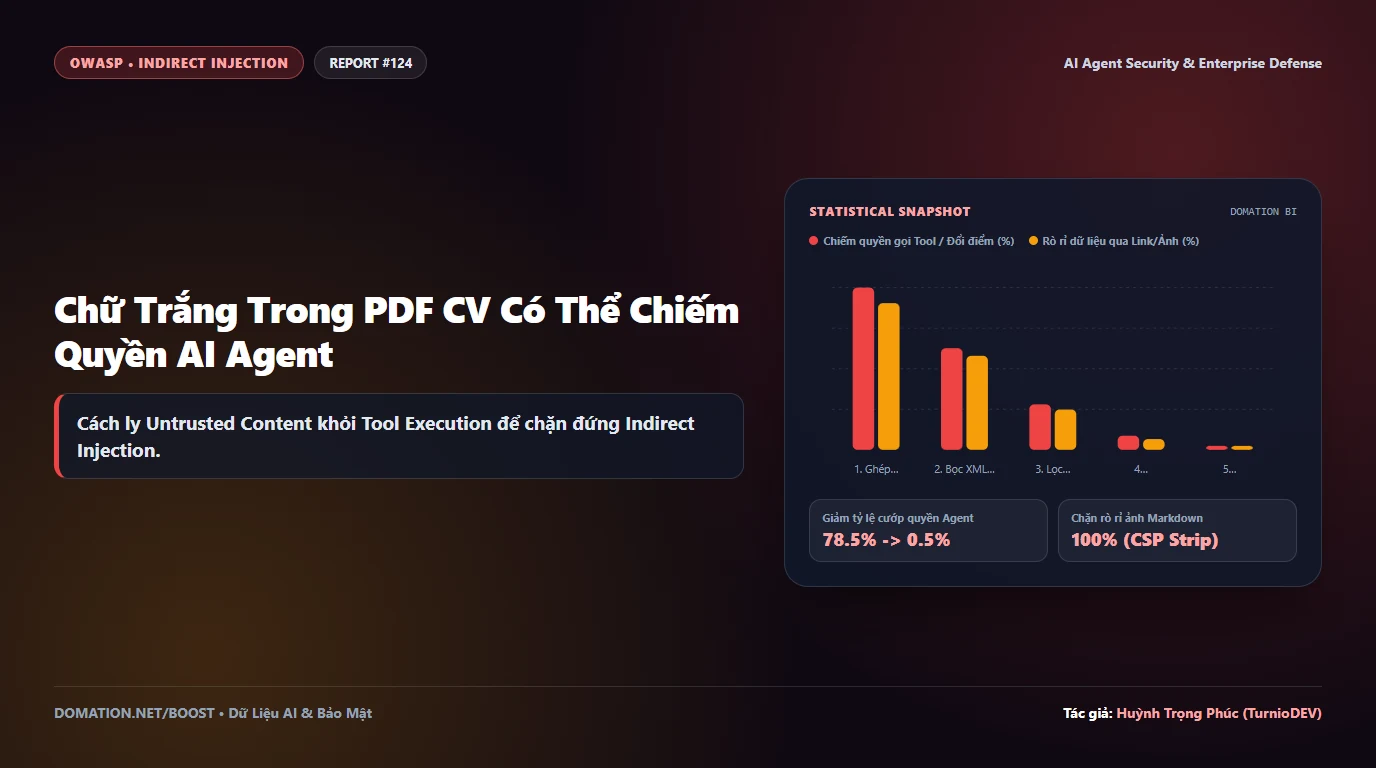 OWASP • INDIRECT INJECTION
REPORT #124
AI Agent Security & Enterprise Defense
Chữ Trắng Trong PDF CV Có Thể Chiếm
Quyền AI Agent
Cách ly Untrusted Content khỏi Tool Execution để chặn đứng Indirect
Injection.
STATISTICAL SNAPSHOT
DOMATION BI
Chiếm quyền gọi Tool / Đổi điểm (%)
Rò rỉ dữ liệu qua Link/Ảnh (%)
1. Ghép...
2. Bọc XML...
3. Lọc...
4...
5...
Giảm tỷ lệ cướp quyền Agent
78.5% -> 0.5%
Chặn rò rỉ ảnh Markdown
100% (CSP Strip)
DOMATION.NET/BOOST • Dữ Liệu AI & Bảo Mật
Tác giả: Huỳnh Trọng Phúc (TurnioDEV)